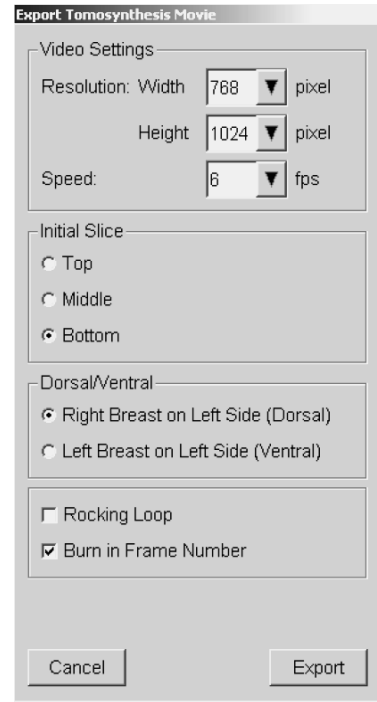 Export Tomosynthesis Movie
Video Settings
Resolution: Width 768 pixel
Height 1024 pixel
Speed: 6 fps
Initial Slice
Top
Middle
Bottom
Dorsal/Ventral
Right Breast on Left Side (Dorsal)
Left Breast on Left Side (Ventral)
Rocking Loop
Burn in Frame Number
Cancel Export